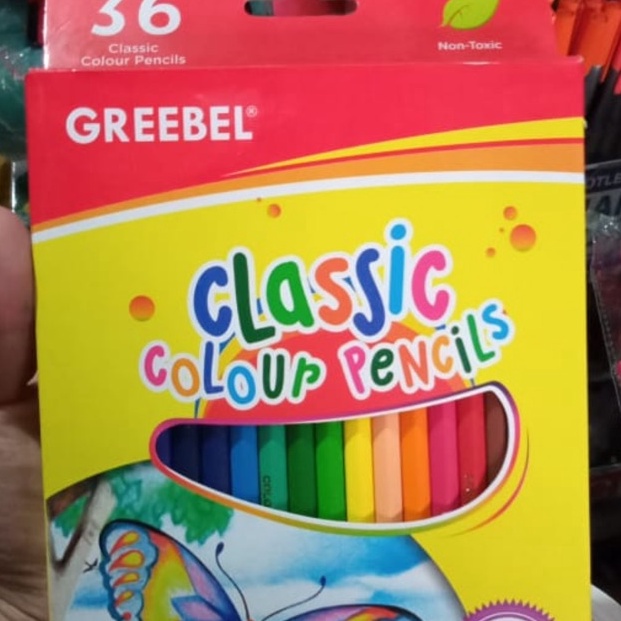 36
Classic
Colour Pencils
Non-Toxic
GREEBEL®
CLaSSiC
COLOUr PeNCiLS